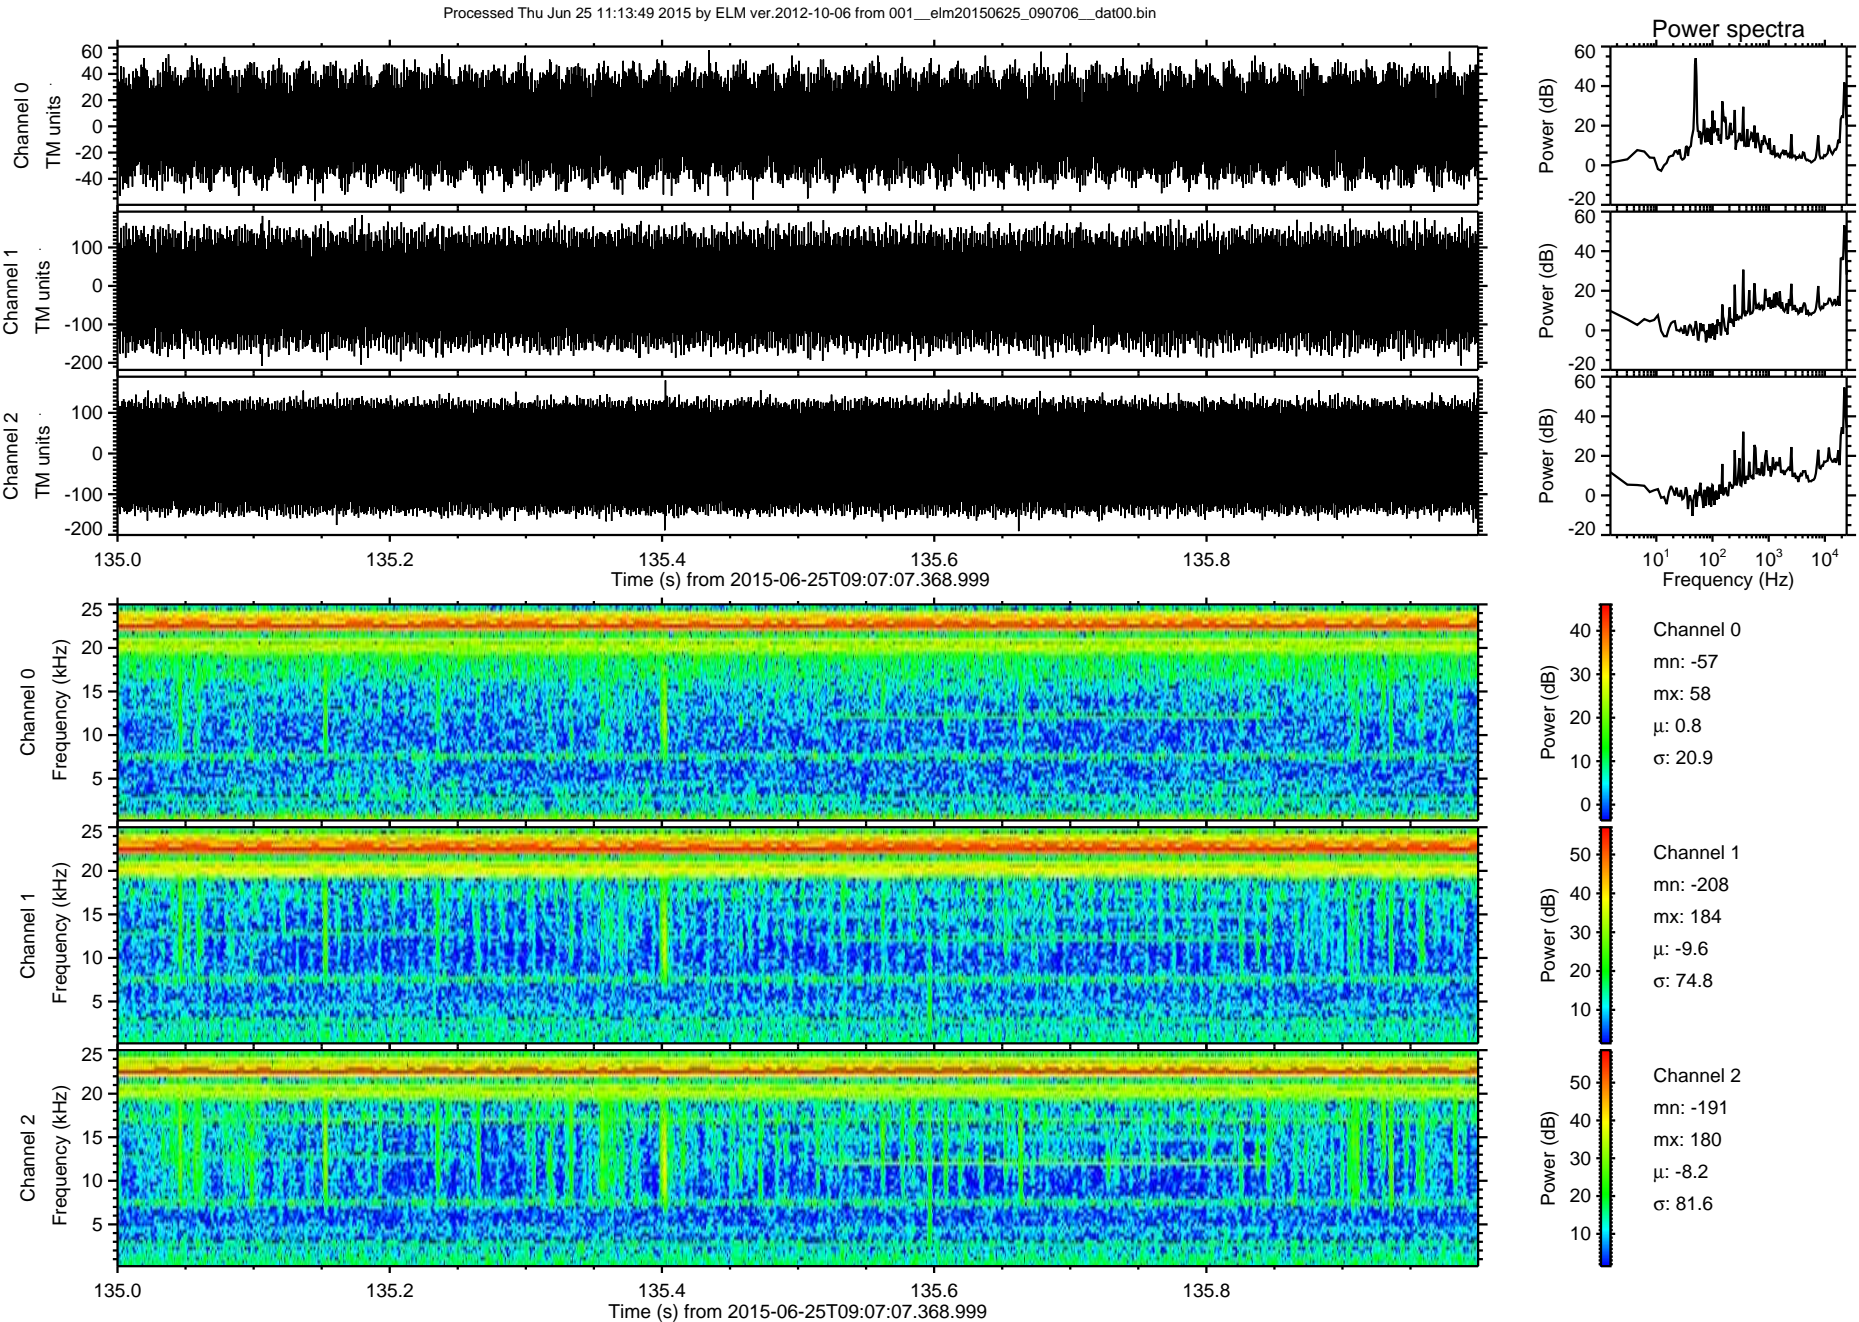 Processed Thu Jun 25 11:13:49 2015 by ELM ver.2012-10-06 from 001__elm20150625_090706__dat00.bin
Power spectra
Channel 0
TM units
60
40
20
0
-20
-40
Power (dB)
60
40
20
0
-20
Channel 1
TM units
100
0
-100
-200
Power (dB)
60
40
20
0
-20
Channel 2
TM units
100
0
-100
-200
Power (dB)
60
40
20
0
-20
135.0 135.2 135.4 135.6 135.8
Time (s) from 2015-06-25T09:07:07.368.999
10¹ 10² 10³ 10⁴
Frequency (Hz)
Channel 0
Frequency (kHz)
25
20
15
10
5
Power (dB)
40
30
20
10
0
Channel 0
mn: -57
mx: 58
μ: 0.8
σ: 20.9
Channel 1
Frequency (kHz)
25
20
15
10
5
Power (dB)
50
40
30
20
10
Channel 1
mn: -208
mx: 184
μ: -9.6
σ: 74.8
Channel 2
Frequency (kHz)
25
20
15
10
5
Power (dB)
50
40
30
20
10
Channel 2
mn: -191
mx: 180
μ: -8.2
σ: 81.6
135.0 135.2 135.4 135.6 135.8
Time (s) from 2015-06-25T09:07:07.368.999